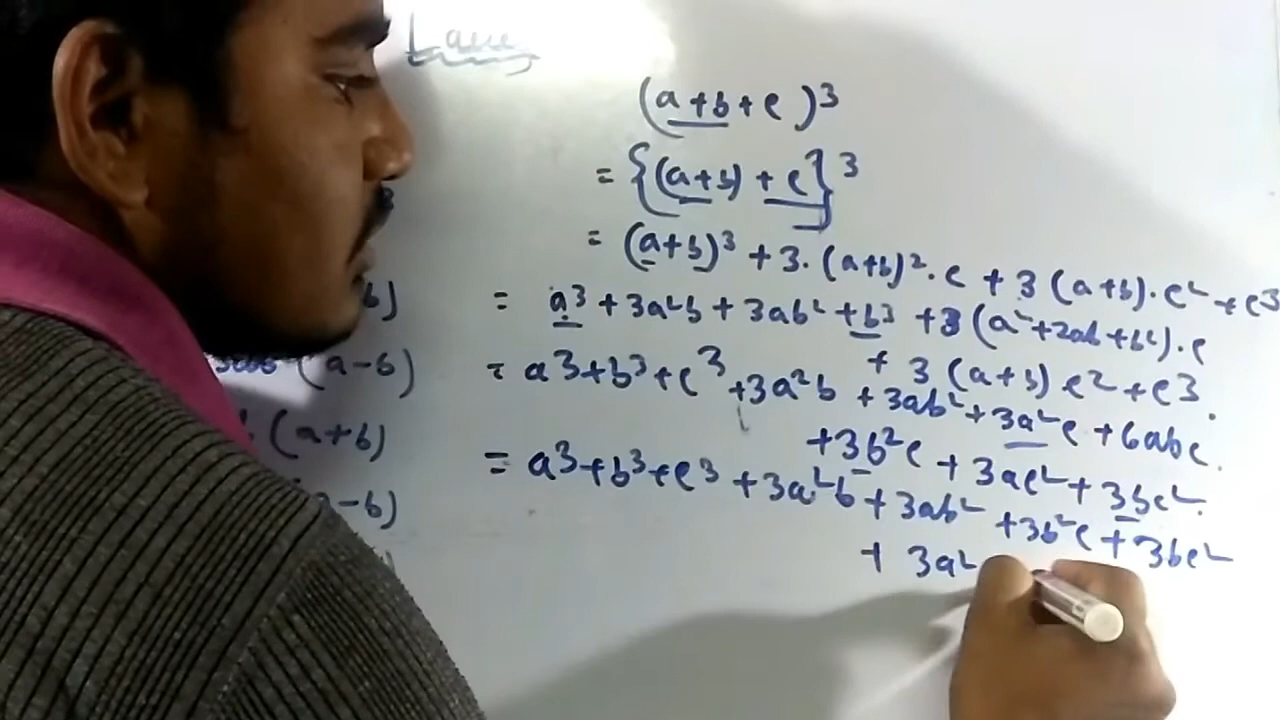 (a+b+c)³
= {(a+b)+c}³
= (a+b)³ + 3.(a+b)².c + 3(a+b).c² + c³
= a³ + 3a²b + 3ab² + b³ + 3(a²+2ab+b²).c
+ 3(a+b)c² + c³.
= a³+b³+c³ +3a²b +3ab² +3a²c +6abc.
+3b²c +3ac² +3bc².
= a³+b³+c³ +3a²b +3ab² +3b²c +3bc²
+ 3a²
b)
(a-b)
(a+b)
-b)